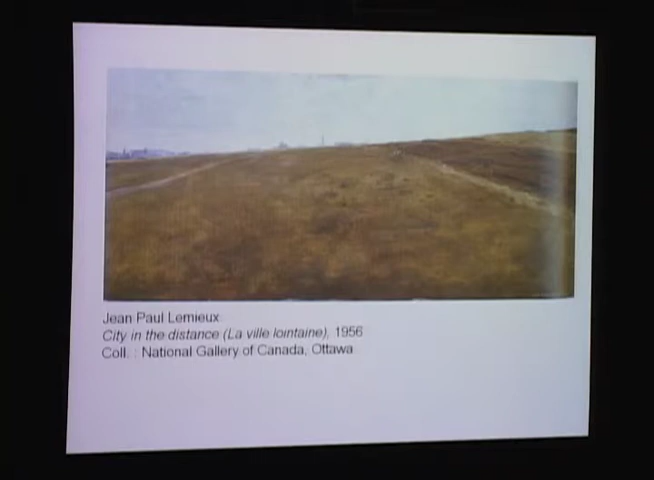 Jean Paul Lemieux
City in the distance (La ville lointaine), 1956
Coll. : National Gallery of Canada, Ottawa